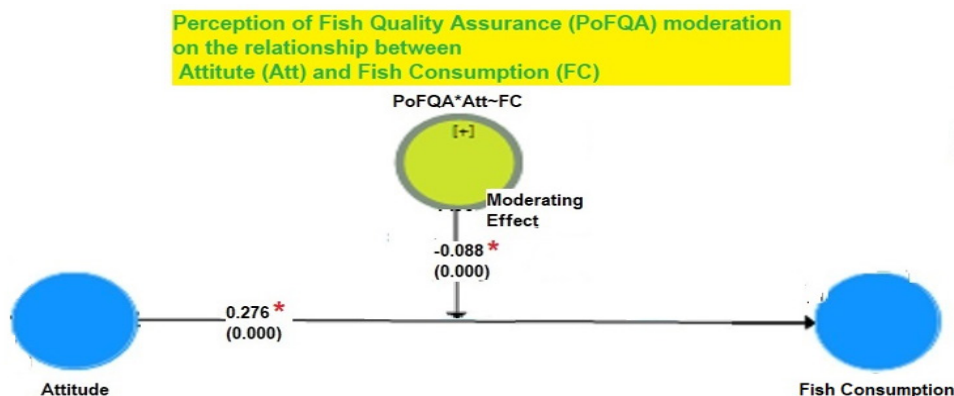 Perception of Fish Quality Assurance (PoFQA) moderation
on the relationship between
Attitute (Att) and Fish Consumption (FC)
PoFQA*Att~FC
[+]
Moderating
Effect
-0.088 *
(0.000)
0.276 *
(0.000)
Attitude
Fish Consumption